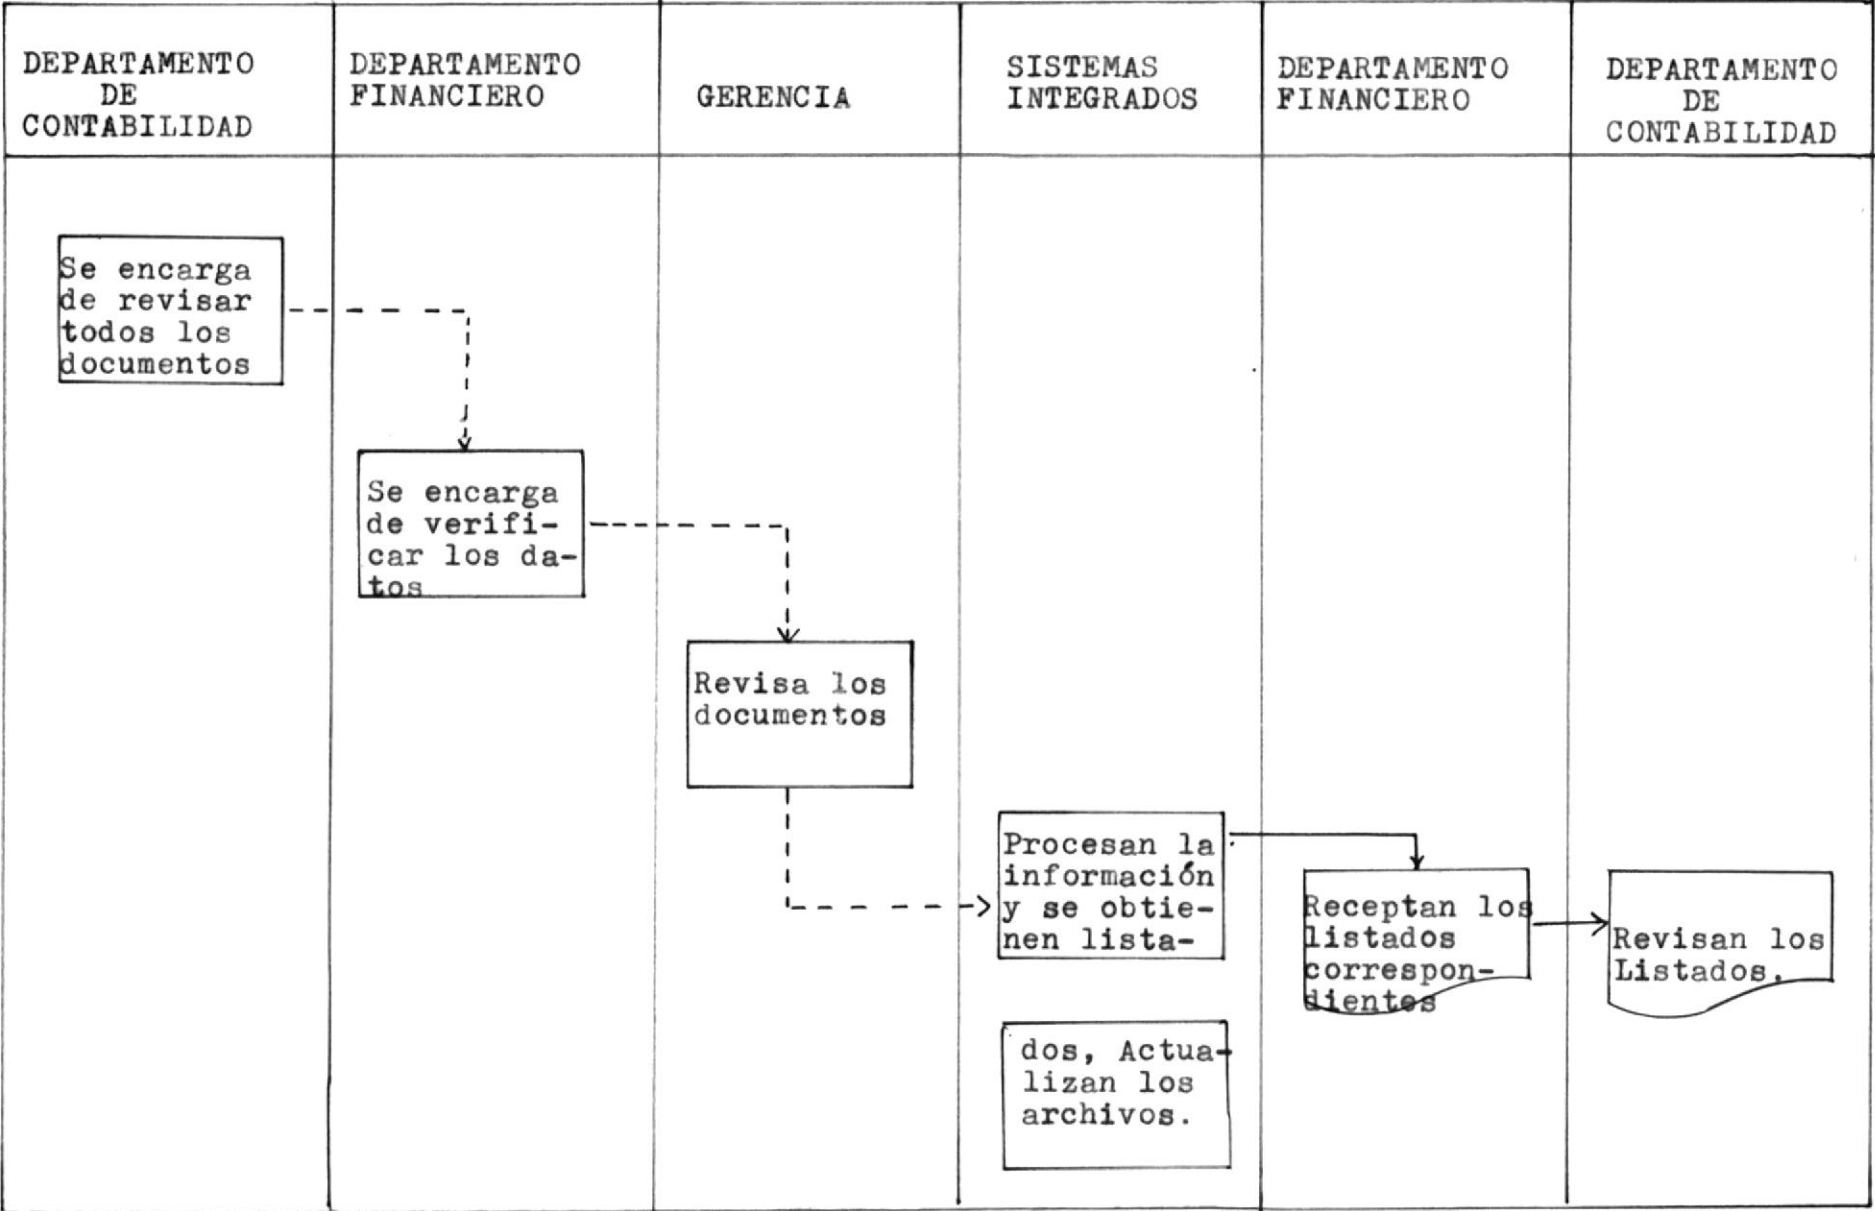 DEPARTAMENTO
DE
CONTABILIDAD
DEPARTAMENTO
FINANCIERO
GERENCIA
SISTEMAS
INTEGRADOS
DEPARTAMENTO
FINANCIERO
DEPARTAMENTO
DE
CONTABILIDAD
Se encarga
de revisar
todos los
documentos
Se encarga
de verifi-
car los da-
tos
Revisa los
documentos
Procesan la
información
y se obtie-
nen lista-
dos, Actua-
lizan los
archivos.
Receptan los
listados
correspon-
dientes
Revisan los
Listados.